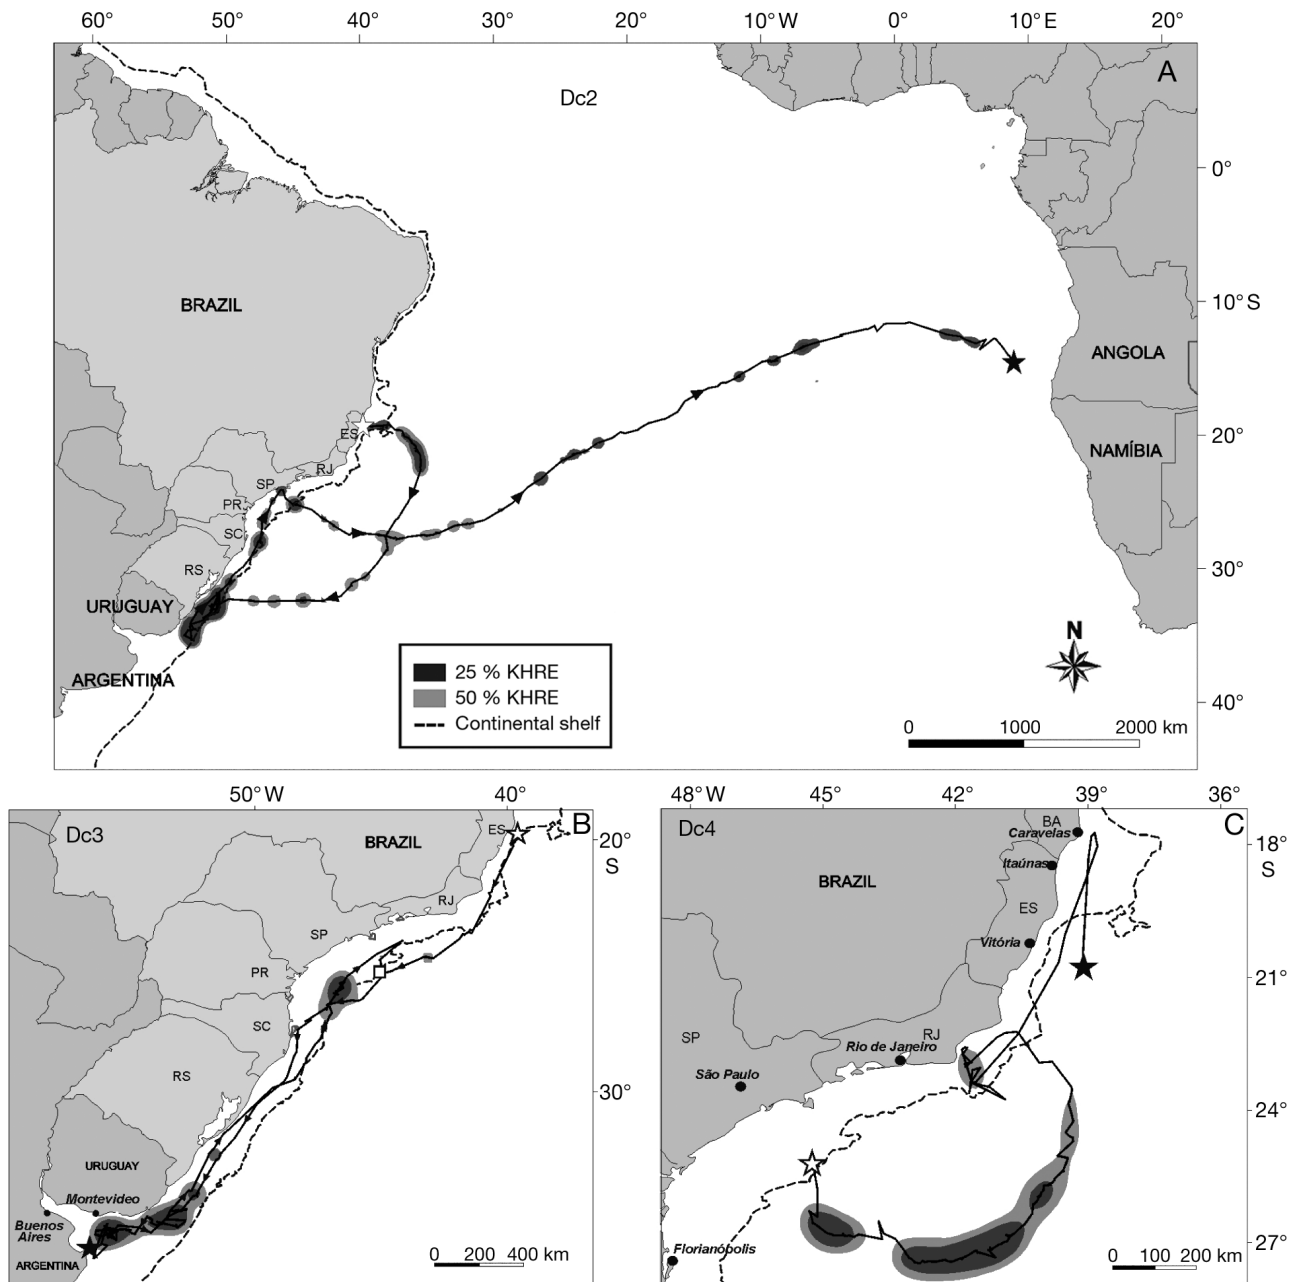 60° 50° 40° 30° 20° 10° W 0° 10° E 20°
A
Dc2
0°
10° S
20°
30°
40°
BRAZIL
ANGOLA
NAMÍBIA
ES
RJ
SP
PR
SC
RS
URUGUAY
ARGENTINA
25 % KHRE
50 % KHRE
Continental shelf
N
0 1000 2000 km
50° W 40°
B
Dc3
20°
S
30°
BRAZIL
ES
RJ
SP
PR
SC
RS
URUGUAY
Montevideo
Buenos
Aires
ARGENTINA
0 200 400 km
48° W 45° 42° 39° 36°
C
Dc4
18°
S
21°
24°
27°
BA
Caravelas
Itaúnas
BRAZIL
ES
Vitória
RJ
Rio de Janeiro
SP
São Paulo
Florianópolis
0 100 200 km